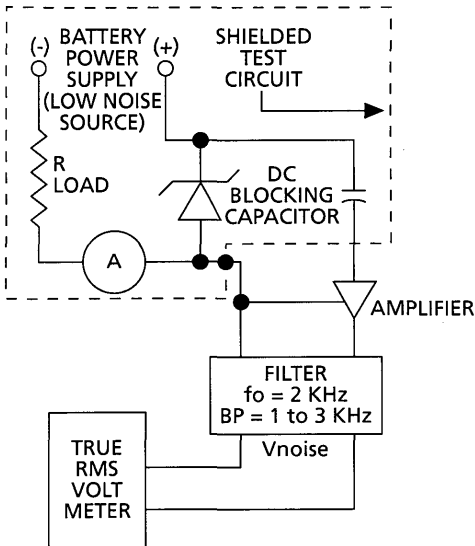 (-) BATTERY (+)
POWER
SUPPLY
(LOW NOISE
SOURCE)
SHIELDED
TEST
CIRCUIT
R
LOAD
DC
BLOCKING
CAPACITOR
A
AMPLIFIER
FILTER
fo = 2 KHz
BP = 1 to 3 KHz
Vnoise
TRUE
RMS
VOLT
METER